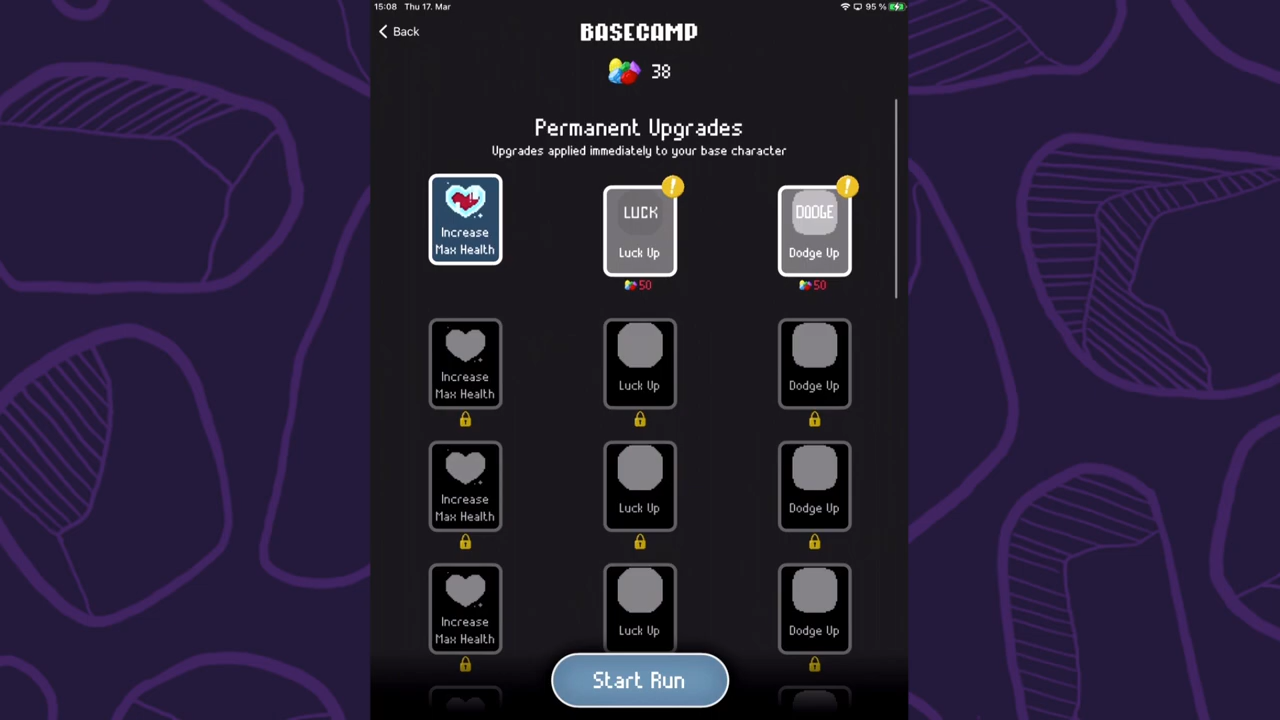 15:08 Thu 17. Mar 95 %
Back
BASECAMP
38
Permanent Upgrades
Upgrades applied immediately to your base character
Increase
Max Health
LUCK
Luck Up
50
DODGE
Dodge Up
50
Increase
Max Health
Luck Up
Dodge Up
Increase
Max Health
Luck Up
Dodge Up
Increase
Max Health
Luck Up
Dodge Up
Start Run